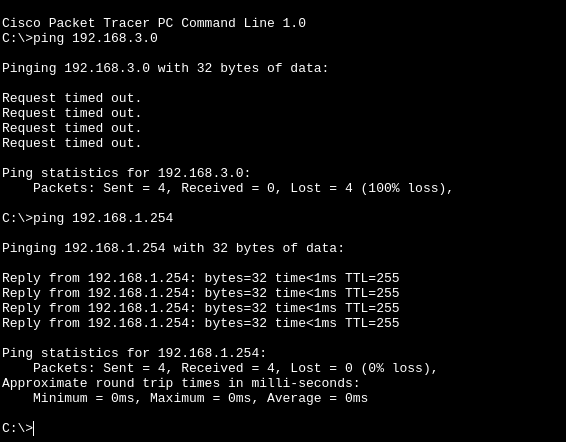 Cisco Packet Tracer PC Command Line 1.0
C:\>ping 192.168.3.0
Pinging 192.168.3.0 with 32 bytes of data:
Request timed out.
Request timed out.
Request timed out.
Request timed out.
Ping statistics for 192.168.3.0:
    Packets: Sent = 4, Received = 0, Lost = 4 (100% loss),
C:\>ping 192.168.1.254
Pinging 192.168.1.254 with 32 bytes of data:
Reply from 192.168.1.254: bytes=32 time<1ms TTL=255
Reply from 192.168.1.254: bytes=32 time<1ms TTL=255
Reply from 192.168.1.254: bytes=32 time<1ms TTL=255
Reply from 192.168.1.254: bytes=32 time<1ms TTL=255
Ping statistics for 192.168.1.254:
    Packets: Sent = 4, Received = 4, Lost = 0 (0% loss),
Approximate round trip times in milli-seconds:
    Minimum = 0ms, Maximum = 0ms, Average = 0ms
C:\>